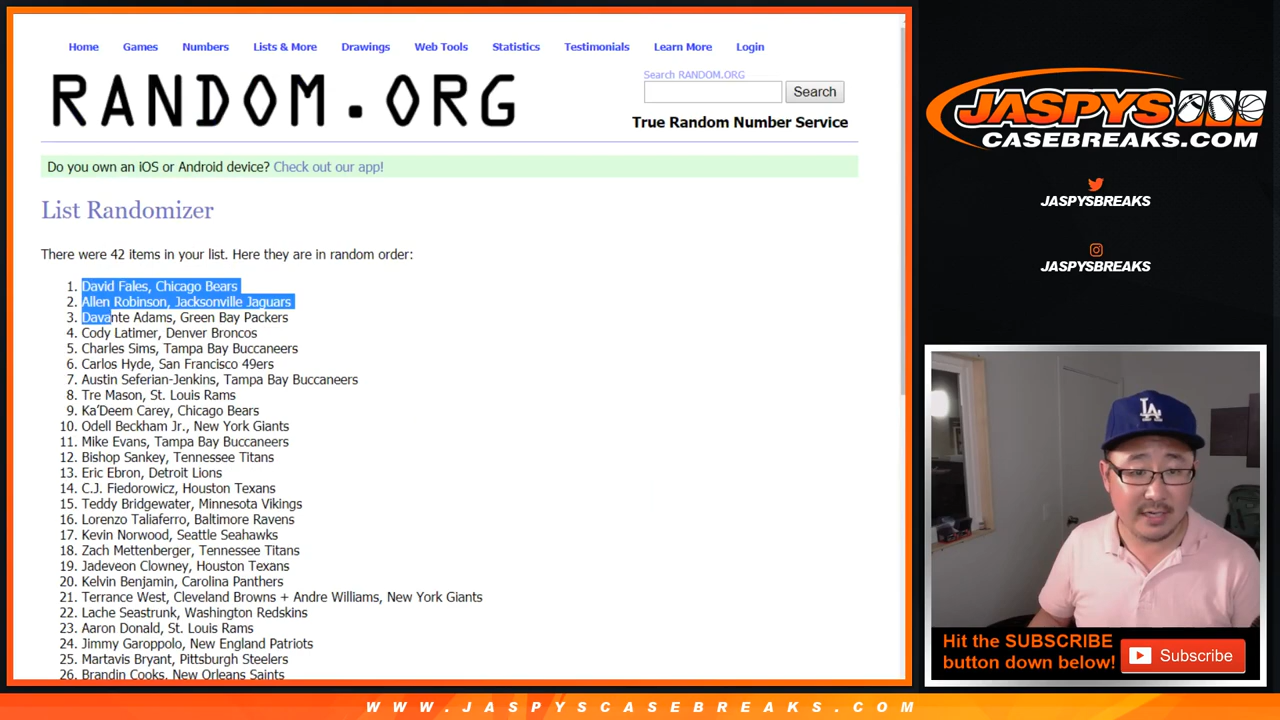 Home Games Numbers Lists & More Drawings Web Tools Statistics Testimonials Learn More Login
RANDOM.ORG
Search RANDOM.ORG
Search
True Random Number Service
Do you own an iOS or Android device? Check out our app!
List Randomizer
There were 42 items in your list. Here they are in random order:
1. David Fales, Chicago Bears
2. Allen Robinson, Jacksonville Jaguars
3. Davante Adams, Green Bay Packers
4. Cody Latimer, Denver Broncos
5. Charles Sims, Tampa Bay Buccaneers
6. Carlos Hyde, San Francisco 49ers
7. Austin Seferian-Jenkins, Tampa Bay Buccaneers
8. Tre Mason, St. Louis Rams
9. Ka'Deem Carey, Chicago Bears
10. Odell Beckham Jr., New York Giants
11. Mike Evans, Tampa Bay Buccaneers
12. Bishop Sankey, Tennessee Titans
13. Eric Ebron, Detroit Lions
14. C.J. Fiedorowicz, Houston Texans
15. Teddy Bridgewater, Minnesota Vikings
16. Lorenzo Taliaferro, Baltimore Ravens
17. Kevin Norwood, Seattle Seahawks
18. Zach Mettenberger, Tennessee Titans
19. Jadeveon Clowney, Houston Texans
20. Kelvin Benjamin, Carolina Panthers
21. Terrance West, Cleveland Browns + Andre Williams, New York Giants
22. Lache Seastrunk, Washington Redskins
23. Aaron Donald, St. Louis Rams
24. Jimmy Garoppolo, New England Patriots
25. Martavis Bryant, Pittsburgh Steelers
26. Brandin Cooks, New Orleans Saints
JASPYS
CASEBREAKS.COM
JASPYSBREAKS
JASPYSBREAKS
LA
Hit the SUBSCRIBE
button down below!
Subscribe
WWW.JASPYSCASEBREAKS.COM